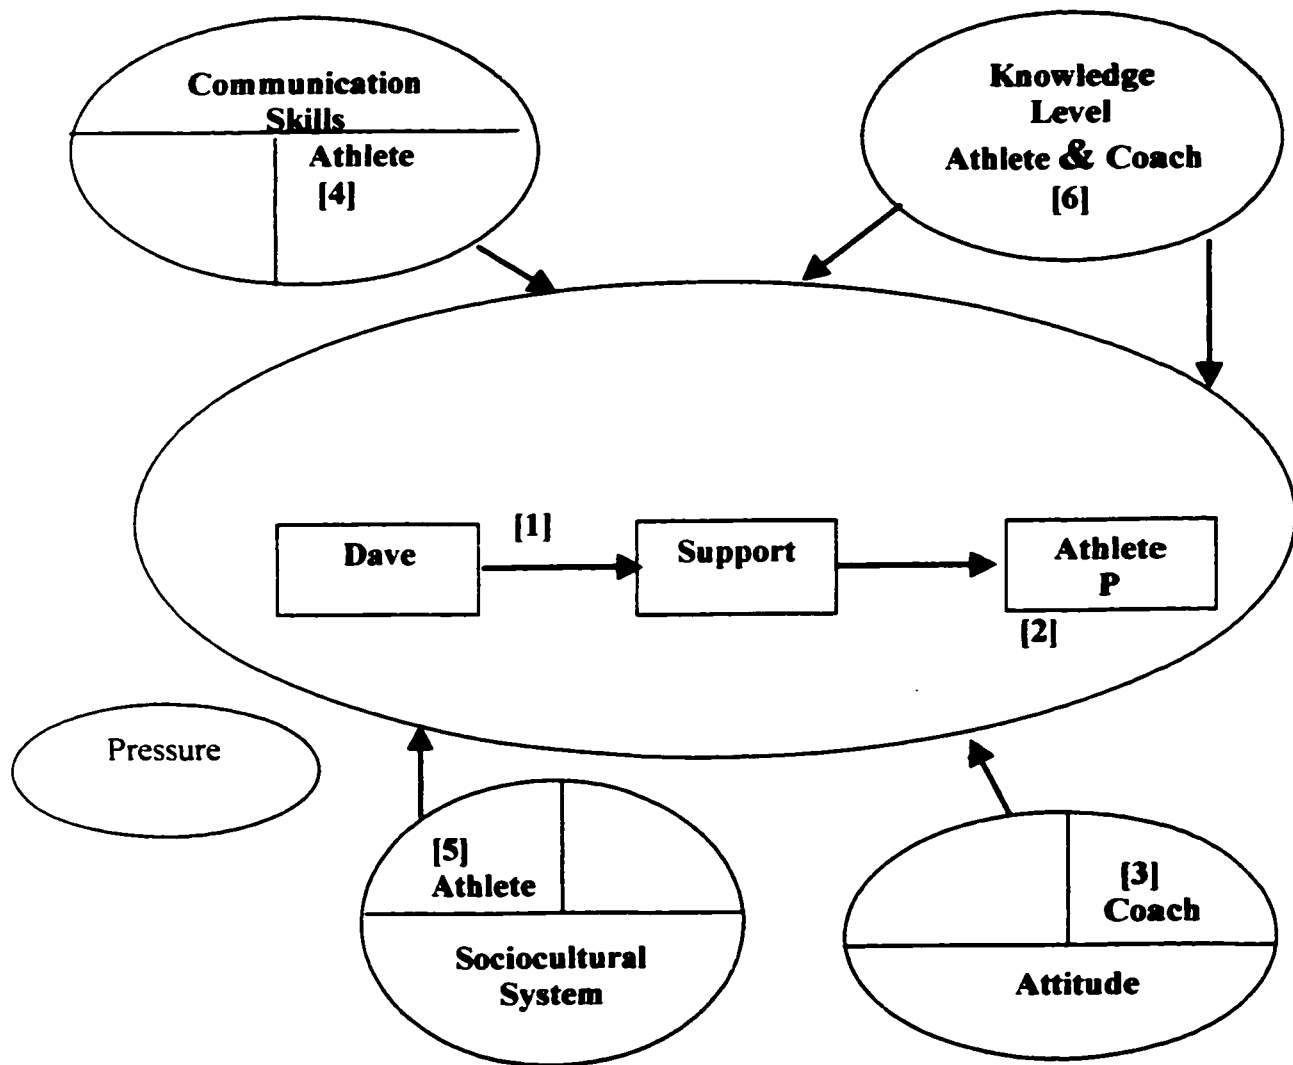 Communication
Skills
Athlete
[4]
Knowledge
Level
Athlete & Coach
[6]
Dave
[1]
Support
Athlete
P
[2]
Pressure
[5]
Athlete
Sociocultural
System
[3]
Coach
Attitude